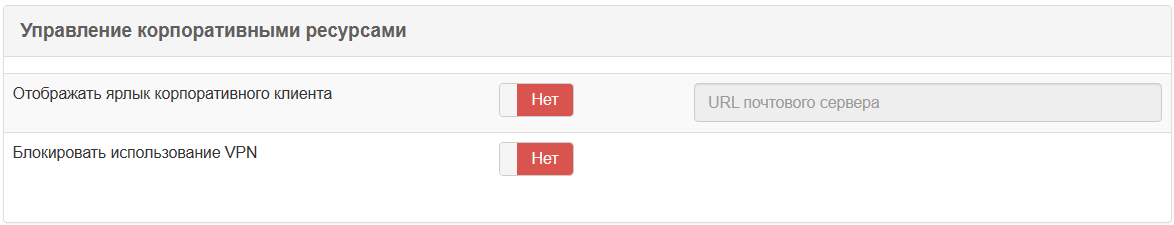 Управление корпоративными ресурсами
Отображать ярлык корпоративного клиента Нет URL почтового сервера
Блокировать использование VPN Нет